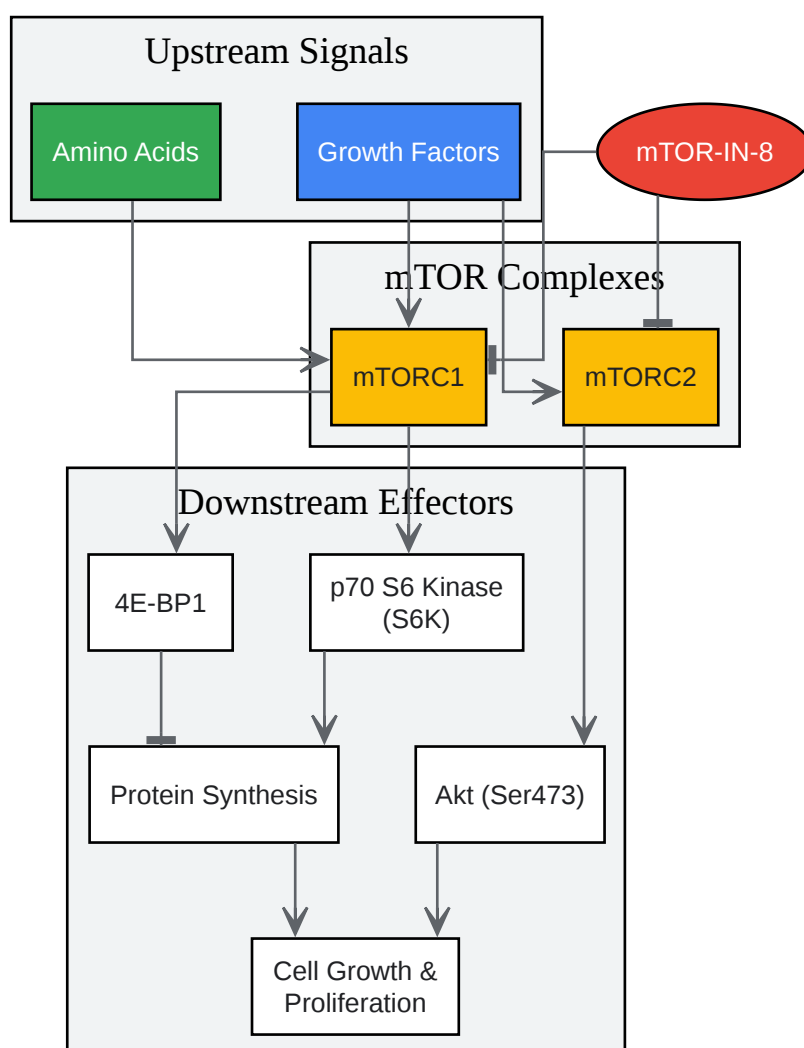 Upstream Signals
Amino Acids
Growth Factors
mTOR-IN-8
mTOR Complexes
mTORC1
mTORC2
Downstream Effectors
4E-BP1
p70 S6 Kinase
(S6K)
Protein Synthesis
Akt (Ser473)
Cell Growth &
Proliferation